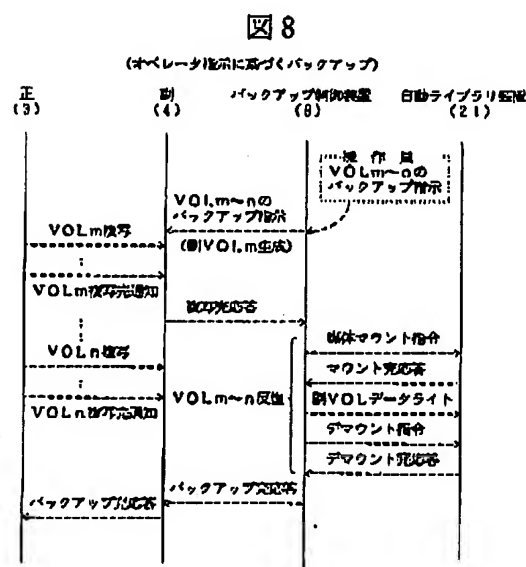 図8
(オペレータ指示に基づくバックアップ)
正
(3)
副
(4)
バックアップ制御装置
(8)
自動ライブラリ装置
(21)
操作員
VOLm〜nの
バックアップ指示
VOLm〜nの
バックアップ指示
(副VOLm生成)
VOLm複写
VOLm複写完通知
複写完応答
媒体マウント指令
VOLn複写
マウント完応答
VOLm〜n反復
副VOLデータライト
VOLn複写完通知
デマウント指令
デマウント完応答
バックアップ完応答
バックアップ完応答